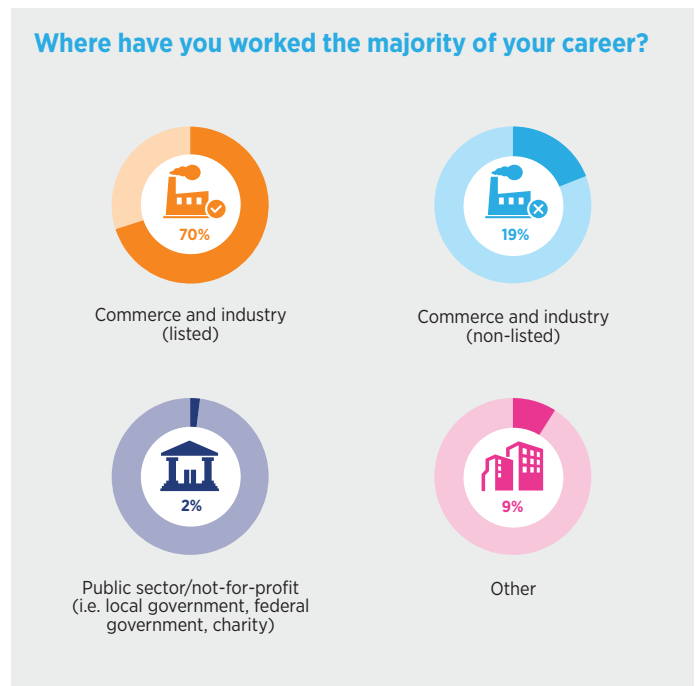 Where have you worked the majority of your career?
70%
Commerce and industry
(listed)
19%
Commerce and industry
(non-listed)
2%
Public sector/not-for-profit
(i.e. local government, federal
government, charity)
9%
Other